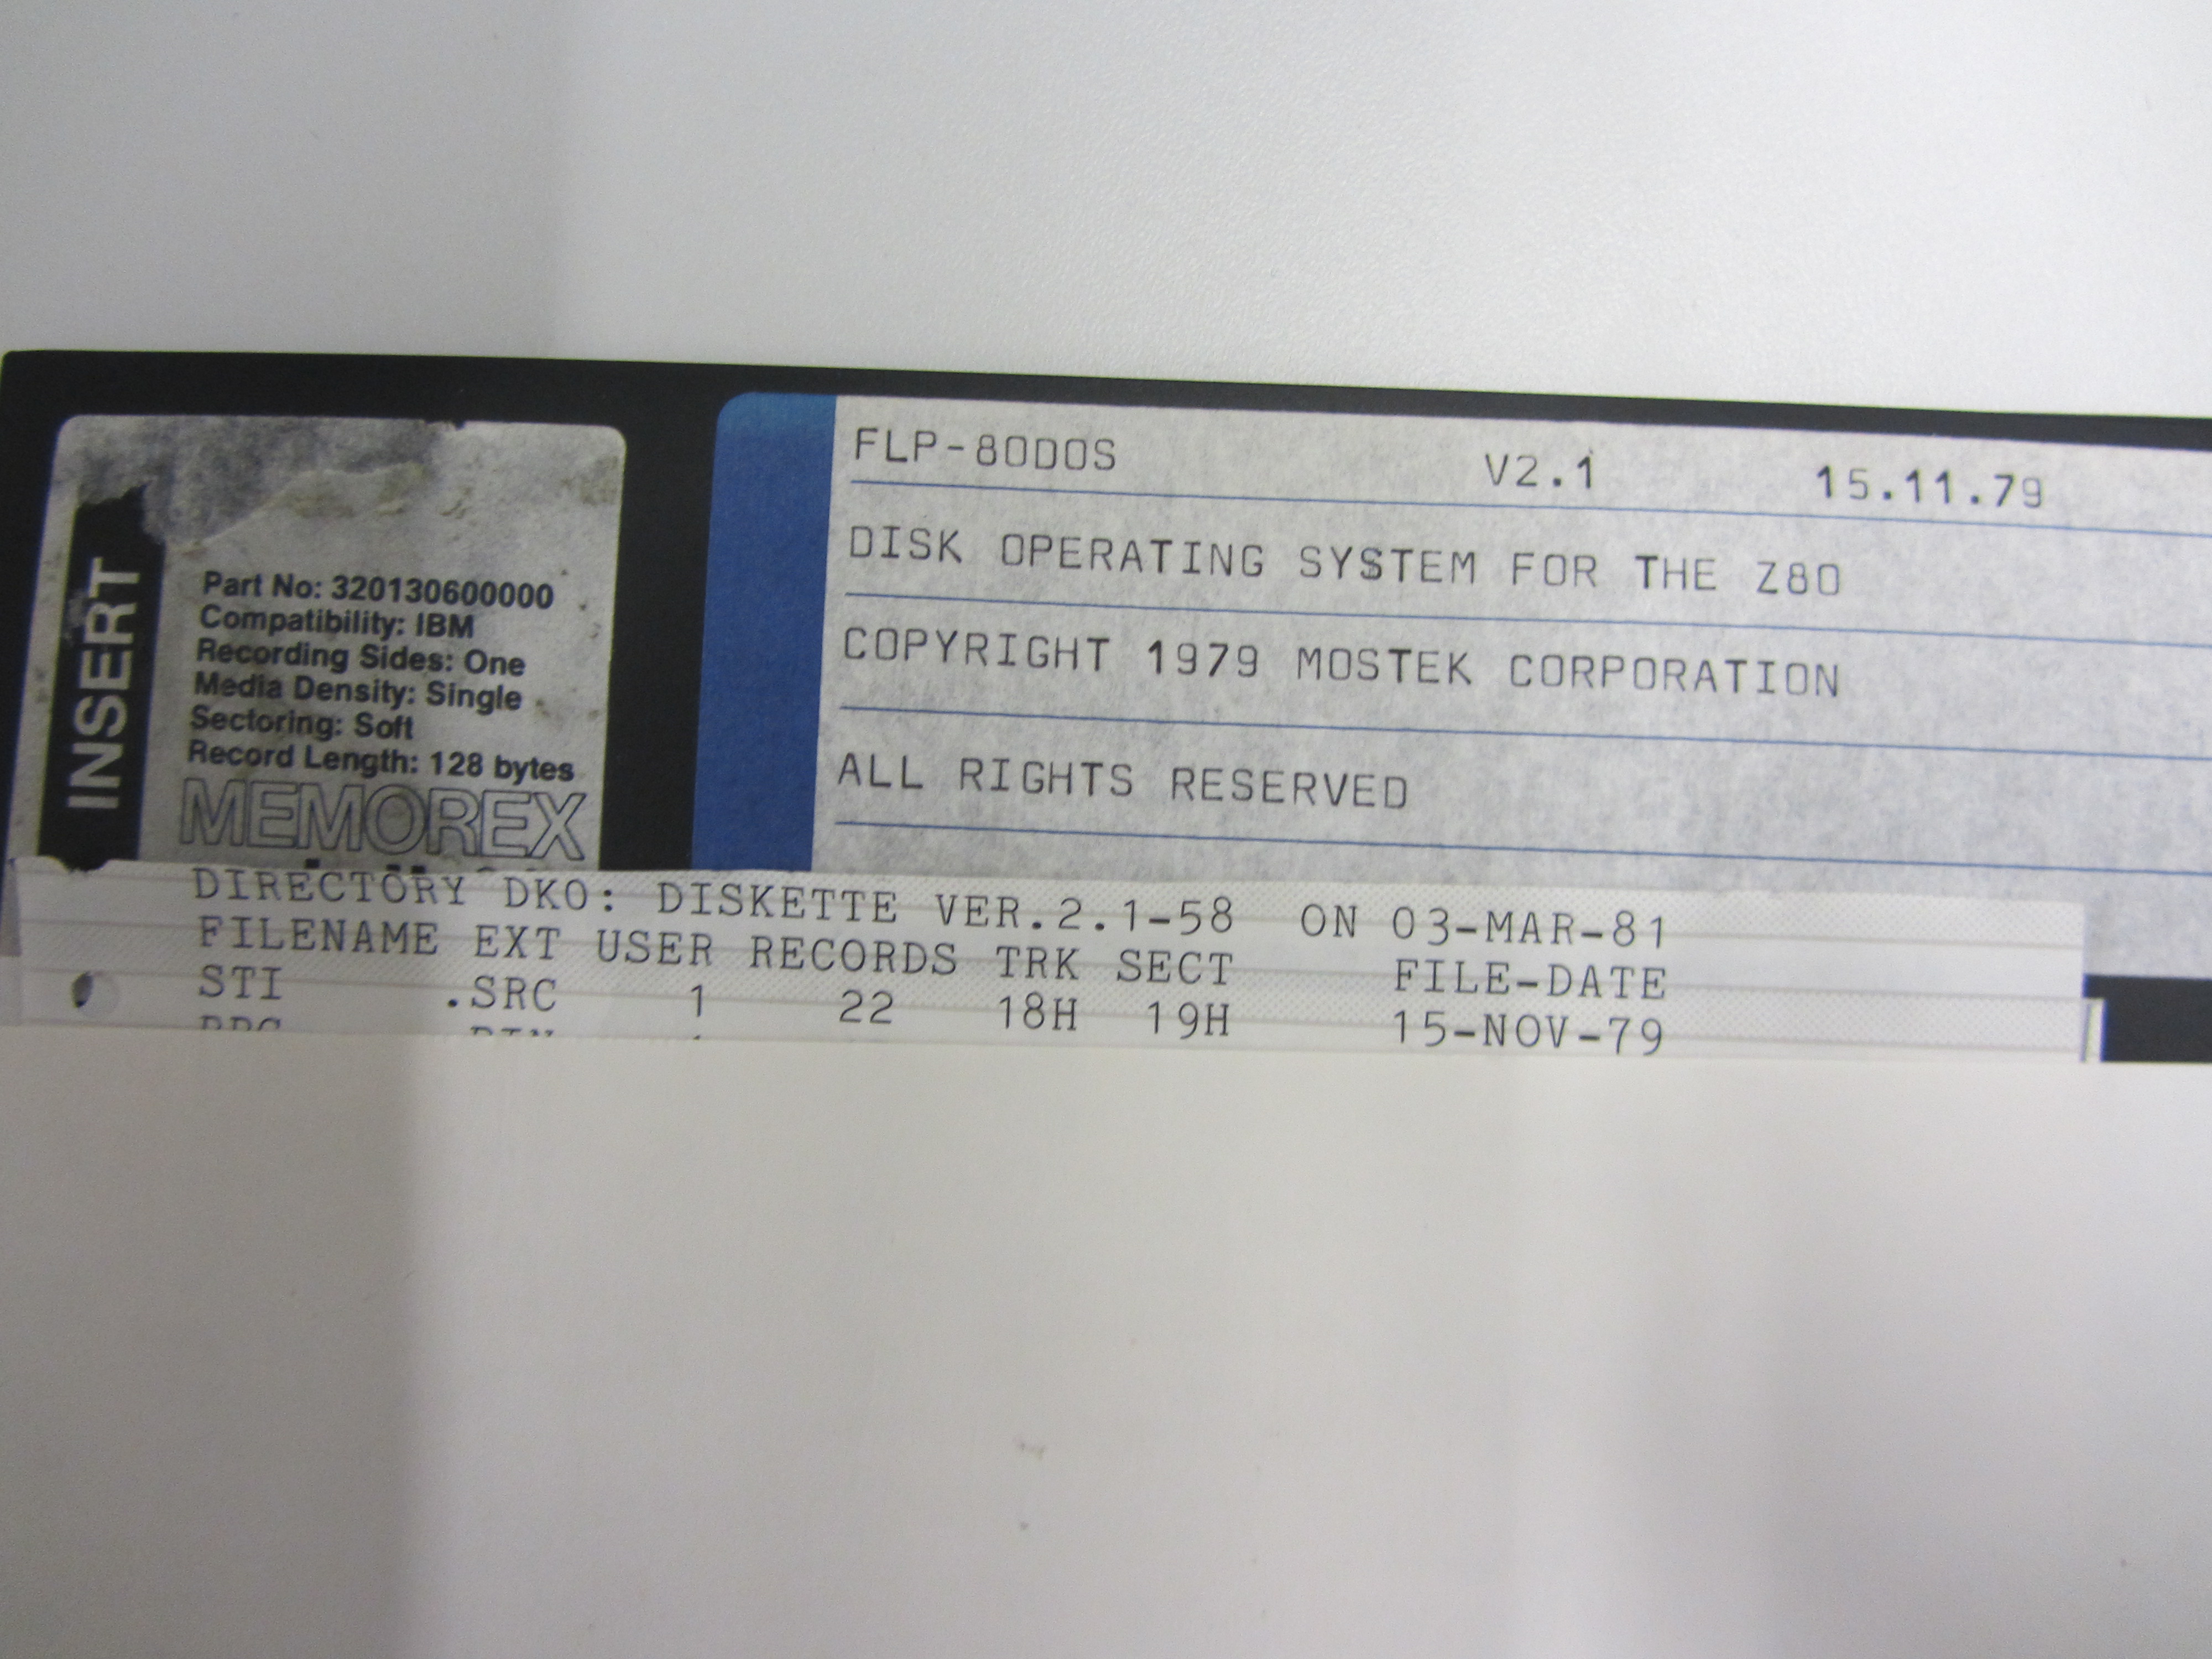 INSERT
Part No: 320130600000
Compatibility: IBM
Recording Sides: One
Media Density: Single
Sectoring: Soft
Record Length: 128 bytes
MEMOREX
FLP-80DOS V2.1 15.11.79
DISK OPERATING SYSTEM FOR THE Z80
COPYRIGHT 1979 MOSTEK CORPORATION
ALL RIGHTS RESERVED
DIRECTORY DK0: DISKETTE VER.2.1-58 ON 03-MAR-81
FILENAME EXT USER RECORDS TRK SECT FILE-DATE
STI .SRC 1 22 18H 19H 15-NOV-79